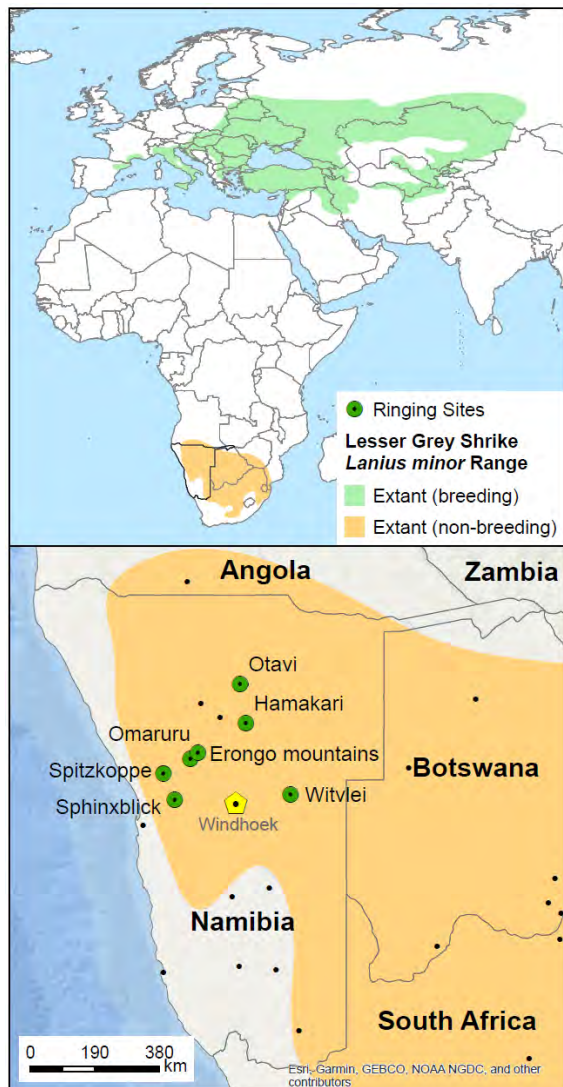 Ringing Sites
Lesser Grey Shrike
Lanius minor Range
Extant (breeding)
Extant (non-breeding)
Angola
Zambia
Otavi
Hamakari
Omaruru
Erongo mountains
Spitzkoppe
Botswana
Witvlei
Sphinxblick
Windhoek
Namibia
South Africa
0 190 380
km
Esri, Garmin, GEBCO, NOAA NGDC, and other
contributors